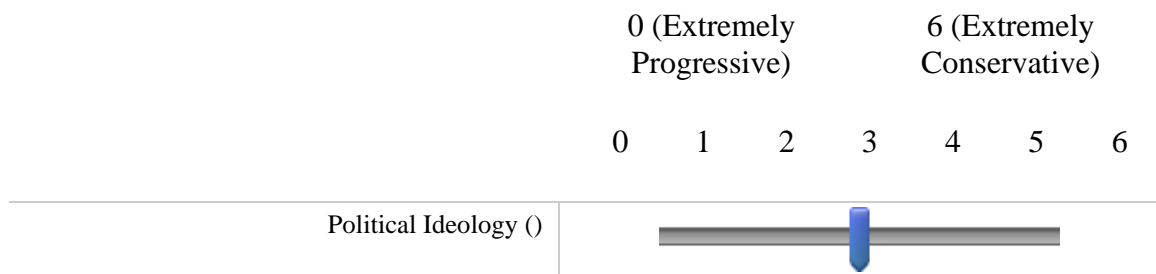 0 (Extremely Progressive)
6 (Extremely Conservative)
0 1 2 3 4 5 6
Political Ideology ()